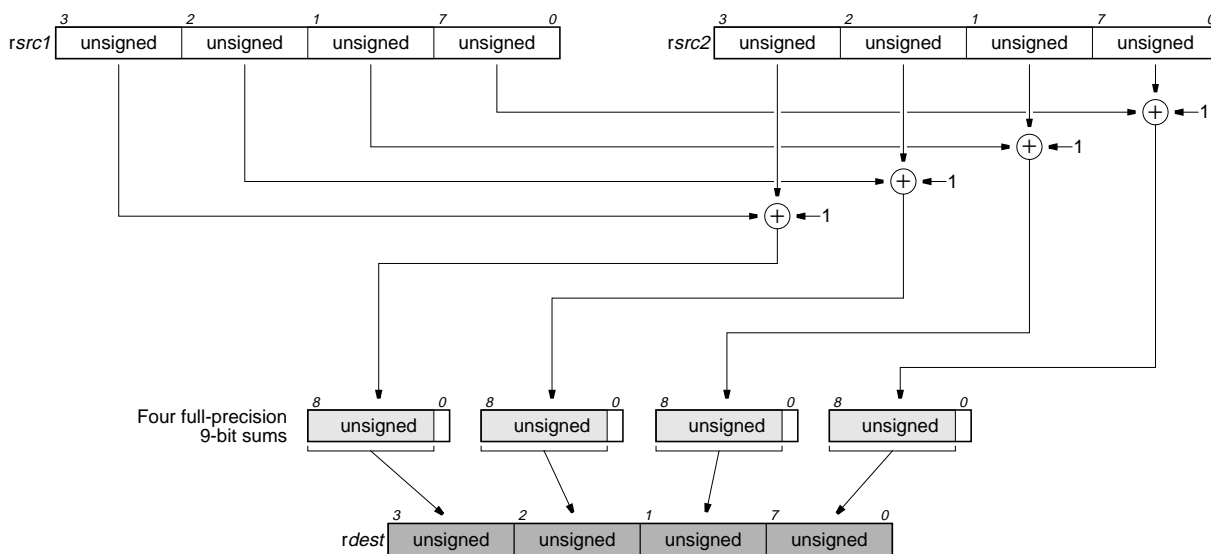 3 2 1 7 0
rsrc1 unsigned unsigned unsigned unsigned
3 2 1 7 0
rsrc2 unsigned unsigned unsigned unsigned
+ 1
+ 1
+ 1
+ 1
Four full-precision
9-bit sums
8 0
unsigned
8 0
unsigned
8 0
unsigned
8 0
unsigned
3 2 1 7 0
rdest unsigned unsigned unsigned unsigned